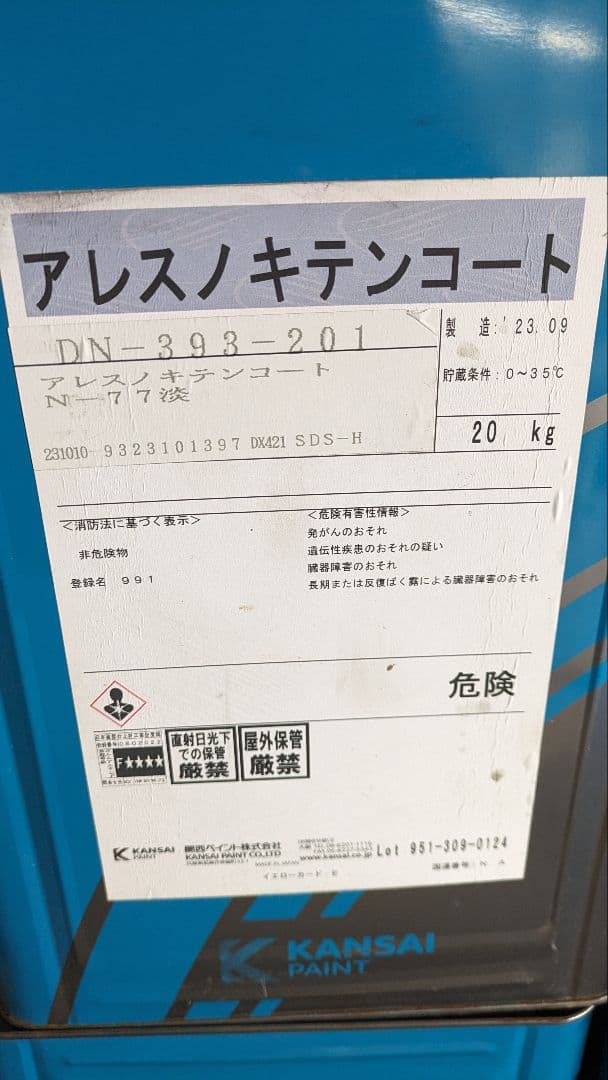 アレスノキテンコート
DN-393-201
アレスノキテンコート
N-77淡
231010-9323101397 DX421 SDS-H
製 造:'23.09
貯蔵条件:0~35℃
20 kg
<消防法に基づく表示>
非危険物
登録名 991
<危険有害性情報>
発がんのおそれ
遺伝性疾患のおそれの疑い
臓器障害のおそれ
長期または反復ばく露による臓器障害のおそれ
危険
F★★★★
直射日光下
での保管
厳禁
屋外保管
厳禁
KANSAI
PAINT
関西ペイント株式会社
KANSAI PAINT CO.,LTD
www.kansai.co.jp
Lot 951-309-0124
国連番号:N.A
イエローカード:E
KANSAI
PAINT